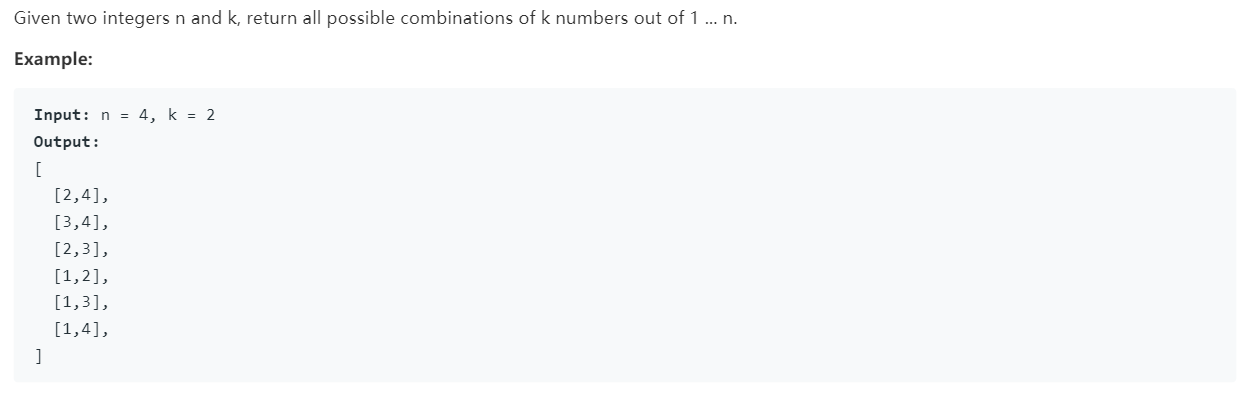 Given two integers n and k, return all possible combinations of k numbers out of 1 ... n.
Example:
Input: n = 4, k = 2
Output:
[
  [2,4],
  [3,4],
  [2,3],
  [1,2],
  [1,3],
  [1,4],
]